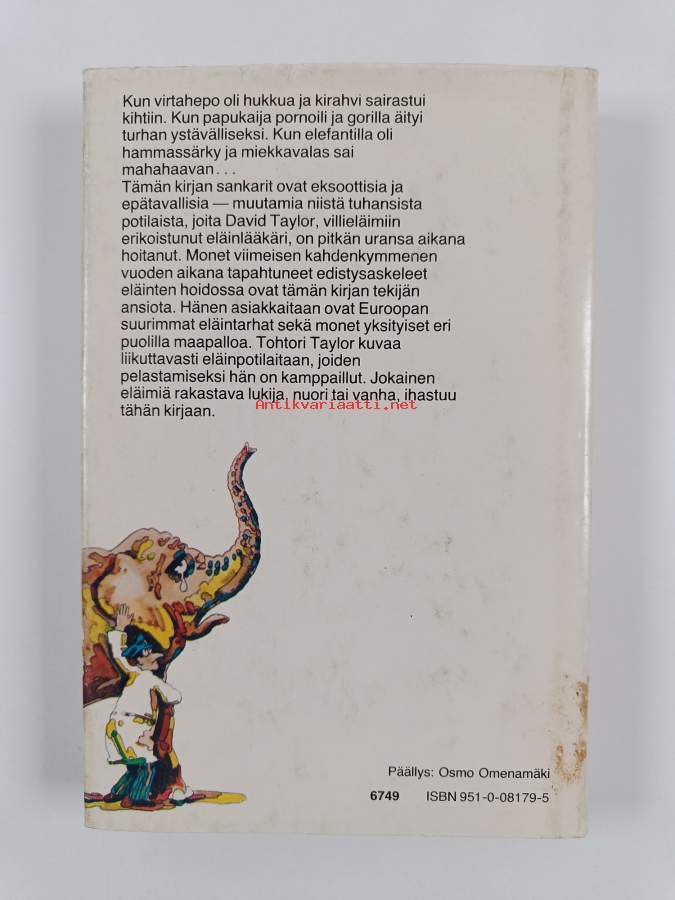 Kun virtahepo oli hukkua ja kirahvi sairastui
kihtiin. Kun papukaija pornoili ja gorilla äityi
turhan ystävälliseksi. Kun elefantilla oli
hammassärky ja miekkavalas sai
mahahaavan...
Tämän kirjan sankarit ovat eksoottisia ja
epätavallisia — muutamia niistä tuhansista
potilaista, joita David Taylor, villieläimiin
erikoistunut eläinlääkäri, on pitkän uransa aikana
hoitanut. Monet viimeisen kahdenkymmenen
vuoden aikana tapahtuneet edistysaskeleet
eläinten hoidossa ovat tämän kirjan tekijän
ansiota. Hänen asiakkaitaan ovat Euroopan
suurimmat eläintarhat sekä monet yksityiset eri
puolilla maapalloa. Tohtori Taylor kuvaa
liikuttavasti eläinpotilaitaan, joiden
pelastamiseksi hän on kamppaillut. Jokainen
eläimiä rakastava lukija, nuori tai vanha, ihastuu
tähän kirjaan.
Antikvariaatti.net
Päällys: Osmo Omenamäki
6749 ISBN 951-0-08179-5